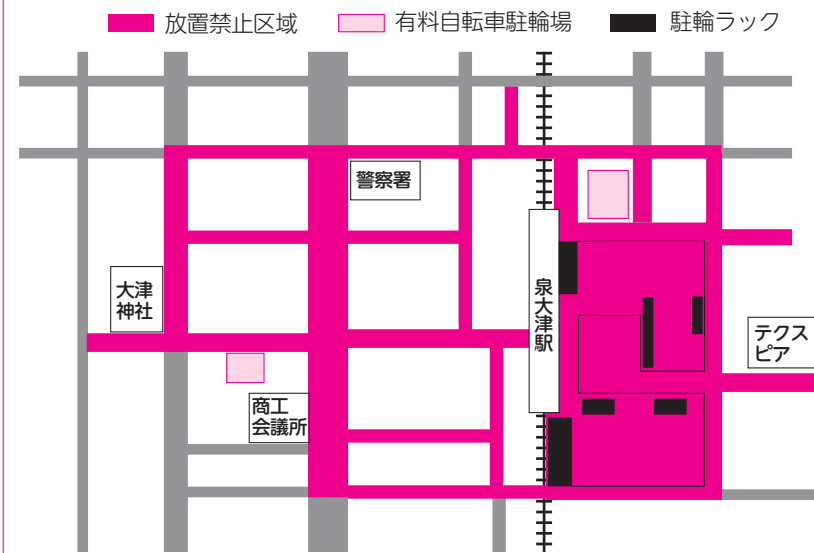 放置禁止区域 有料自転車駐輪場 駐輪ラック
警察署
大津
神社
泉大津駅
テクス
ピア
商工
会議所